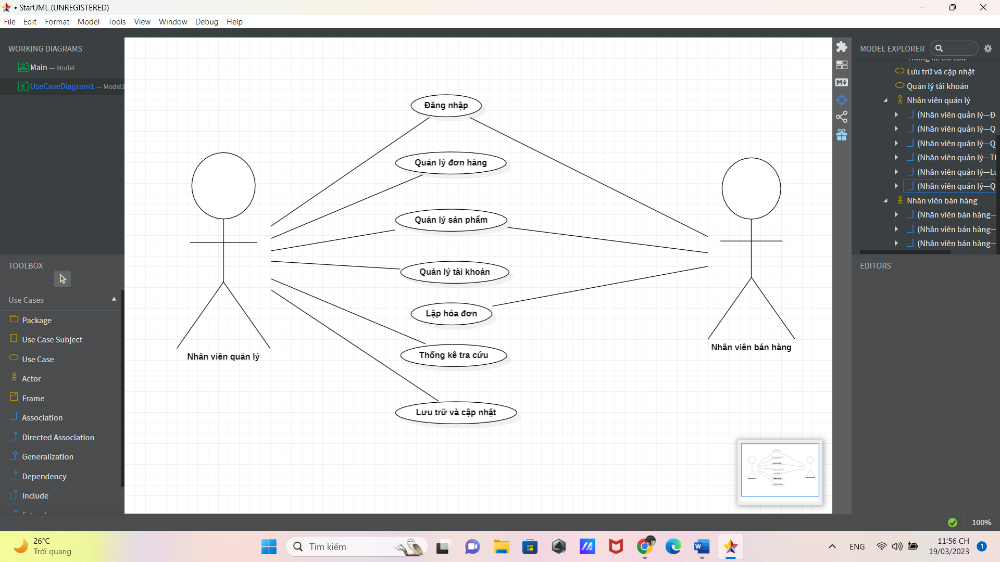 • StarUML (UNREGISTERED)
File Edit Format Model Tools View Window Debug Help
WORKING DIAGRAMS
Main — Model
UseCaseDiagram1 — Model1
TOOLBOX
Use Cases
Package
Use Case Subject
Use Case
Actor
Frame
Association
Directed Association
Generalization
Dependency
Include
Đăng nhập
Quản lý đơn hàng
Quản lý sản phẩm
Quản lý tài khoản
Lập hóa đơn
Thống kê tra cứu
Lưu trữ và cập nhật
Nhân viên quản lý
Nhân viên bán hàng
MODEL EXPLORER
Lưu trữ và cập nhật
Quản lý tài khoản
Nhân viên quản lý
(Nhân viên quản lý—Đă
(Nhân viên quản lý—Q
(Nhân viên quản lý—Q
(Nhân viên quản lý—Th
(Nhân viên quản lý—Lư
(Nhân viên quản lý—Q
Nhân viên bán hàng
(Nhân viên bán hàng—
(Nhân viên bán hàng—
(Nhân viên bán hàng—
EDITORS
100%
26°C
Trời quang
Tìm kiếm
ENG
11:56 CH
19/03/2023
1